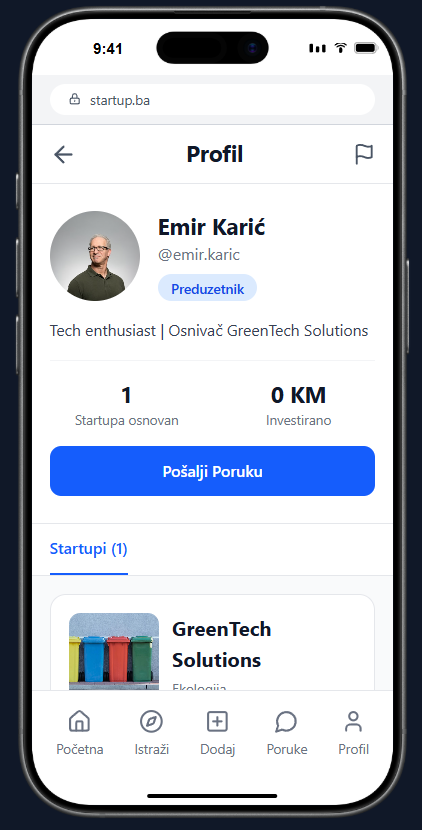 9:41
startup.ba
Profil
Emir Karić
@emir.karic
Preduzetnik
Tech enthusiast | Osnivač GreenTech Solutions
1
Startupa osnovan
0 KM
Investirano
Pošalji Poruku
Startupi (1)
GreenTech
Solutions
Ekologija
Početna
Istraži
Dodaj
Poruke
Profil